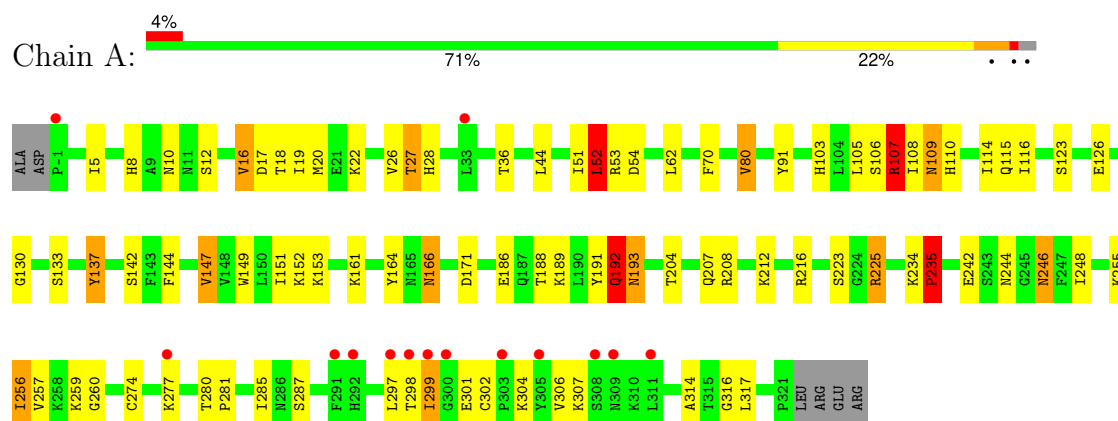 4%
Chain A:
71% 22% • • •
ALA ASP P-1 I5 H8 A9 N10 N11 S12 V16 D17 T18 I19 M20 E21 K22 V26 T27 H28 L33 T36 L44 I51 L52 R53 D54 L62 F70 V80 Y91 H103 L104 L105 S106 R107 I108 N109 H110 I114 Q115 I116 S123 E126
G130 S133 Y137 S142 F143 F144 V147 V148 W149 L150 I151 K152 K153 K161 Y164 N165 N166 D171 E186 Q187 T188 K189 L190 Y191 Q192 N193 T204 Q207 R208 K212 R216 S223 G224 R225 K234 P235 E242 S243 N244 G245 N246 F247 I248 K255
I256 V257 K258 K259 G260 C274 K277 T280 P281 I285 N286 S287 F291 H292 L297 T298 I299 G300 E301 C302 P303 K304 Y305 V306 K307 S308 N309 K310 L311 A314 T315 G316 L317 P321 LEU ARG GLU ARG